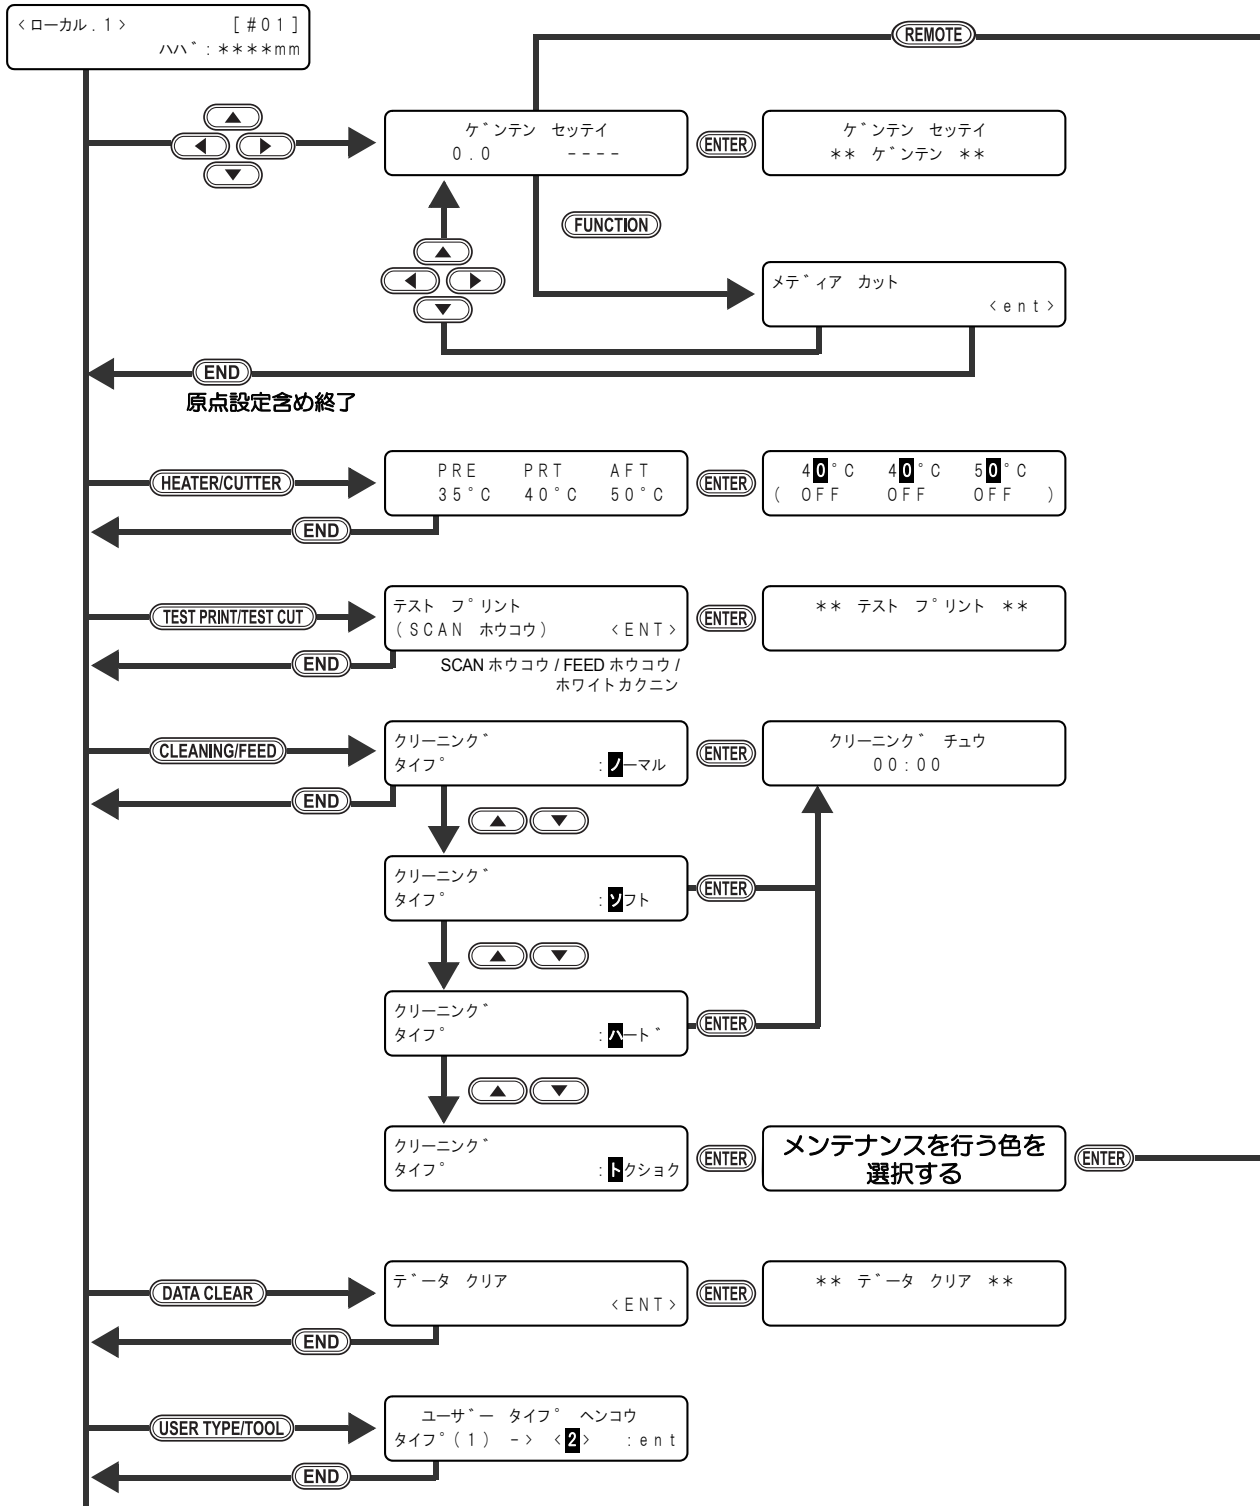 <ローカル.1> [#01]
ハハ゛:****mm
REMOTE
ケ゛ンテン セッテイ
0.0 ----
ENTER
ケ゛ンテン セッテイ
** ケ゛ンテン **
FUNCTION
メテ゛ィア カット
<ent>
END
原点設定含め終了
HEATER/CUTTER
PRE PRT AFT
35°C 40°C 50°C
ENTER
40°C 40°C 50°C
( OFF OFF OFF )
END
TEST PRINT/TEST CUT
テスト フ゜リント
(SCAN ホウコウ) <ENT>
ENTER
** テスト フ゜リント **
END
SCAN ホウコウ / FEED ホウコウ /
ホワイトカクニン
CLEANING/FEED
クリーニンク゛
タイフ゜ :ノーマル
ENTER
クリーニンク゛ チュウ
00:00
END
クリーニンク゛
タイフ゜ :ソフト
ENTER
クリーニンク゛
タイフ゜ :ハート゛
ENTER
クリーニンク゛
タイフ゜ :トクショク
ENTER
メンテナンスを行う色を
選択する
ENTER
DATA CLEAR
テ゛ータ クリア
<ENT>
ENTER
** テ゛ータ クリア **
END
USER TYPE/TOOL
ユーサ゛ー タイフ゜ ヘンコウ
タイフ゜(1) -> <2> :ent
END